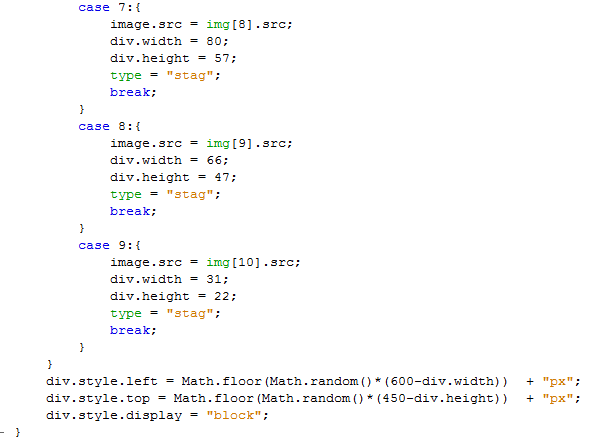 case 7:{
image.src = img[8].src;
div.width = 80;
div.height = 57;
type = "stag";
break;
}
case 8:{
image.src = img[9].src;
div.width = 66;
div.height = 47;
type = "stag";
break;
}
case 9:{
image.src = img[10].src;
div.width = 31;
div.height = 22;
type = "stag";
break;
}
}
div.style.left = Math.floor(Math.random()*(600-div.width))  + "px";
div.style.top = Math.floor(Math.random()*(450-div.height))  + "px";
div.style.display = "block";
}